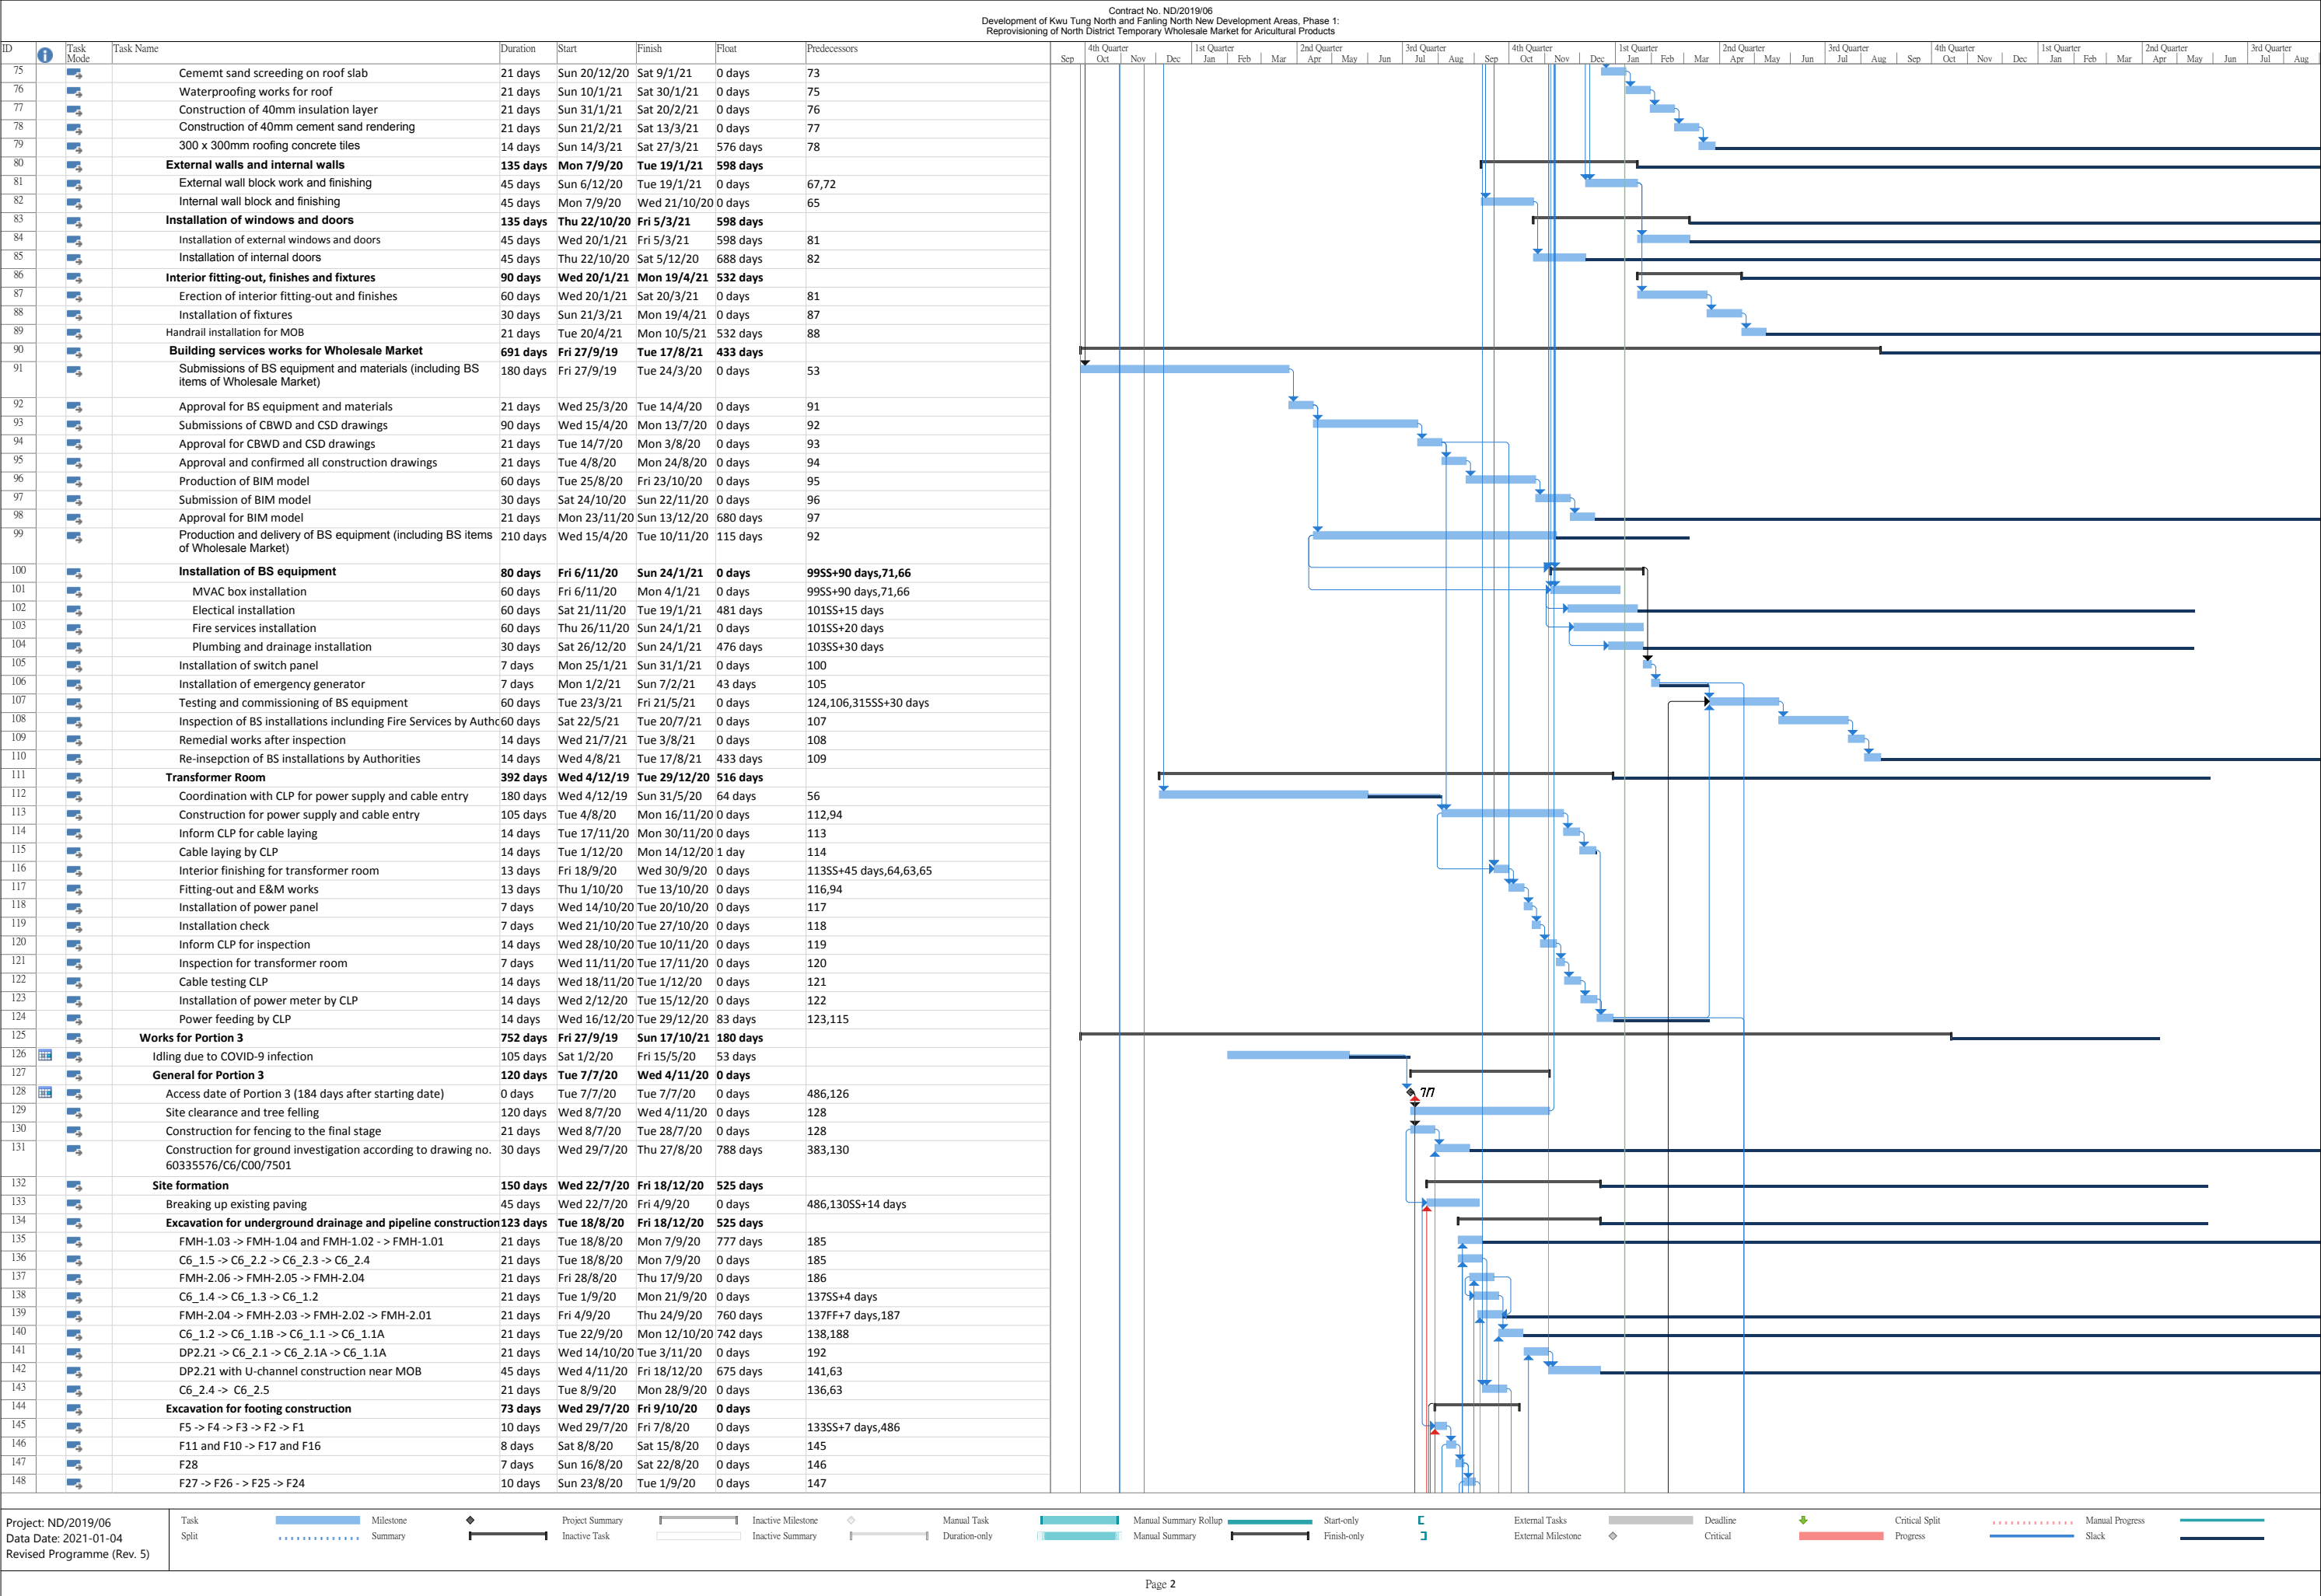 Contract No. ND/2019/06
Development of Kwu Tung North and Fanling North New Development Areas, Phase 1:
Reprovisioning of North District Temporary Wholesale Market for Aricultural Products
ID Task Mode Task Name Duration Start Finish Float Predecessors
4th Quarter 1st Quarter 2nd Quarter 3rd Quarter 4th Quarter 1st Quarter 2nd Quarter 3rd Quarter 4th Quarter 1st Quarter 2nd Quarter 3rd Quarter
Sep Oct Nov Dec Jan Feb Mar Apr May Jun Jul Aug Sep Oct Nov Dec Jan Feb Mar Apr May Jun Jul Aug Sep Oct Nov Dec Jan Feb Mar Apr May Jun Jul Aug
75 Cememt sand screeding on roof slab 21 days Sun 20/12/20 Sat 9/1/21 0 days 73
76 Waterproofing works for roof 21 days Sun 10/1/21 Sat 30/1/21 0 days 75
77 Construction of 40mm insulation layer 21 days Sun 31/1/21 Sat 20/2/21 0 days 76
78 Construction of 40mm cement sand rendering 21 days Sun 21/2/21 Sat 13/3/21 0 days 77
79 300 x 300mm roofing concrete tiles 14 days Sun 14/3/21 Sat 27/3/21 576 days 78
80 External walls and internal walls 135 days Mon 7/9/20 Tue 19/1/21 598 days
81 External wall block work and finishing 45 days Sun 6/12/20 Tue 19/1/21 0 days 67,72
82 Internal wall block and finishing 45 days Mon 7/9/20 Wed 21/10/20 0 days 65
83 Installation of windows and doors 135 days Thu 22/10/20 Fri 5/3/21 598 days
84 Installation of external windows and doors 45 days Wed 20/1/21 Fri 5/3/21 598 days 81
85 Installation of internal doors 45 days Thu 22/10/20 Sat 5/12/20 688 days 82
86 Interior fitting-out, finishes and fixtures 90 days Wed 20/1/21 Mon 19/4/21 532 days
87 Erection of interior fitting-out and finishes 60 days Wed 20/1/21 Sat 20/3/21 0 days 81
88 Installation of fixtures 30 days Sun 21/3/21 Mon 19/4/21 0 days 87
89 Handrail installation for MOB 21 days Tue 20/4/21 Mon 10/5/21 532 days 88
90 Building services works for Wholesale Market 691 days Fri 27/9/19 Tue 17/8/21 433 days
91 Submissions of BS equipment and materials (including BS 180 days Fri 27/9/19 Tue 24/3/20 0 days 53
items of Wholesale Market)
92 Approval for BS equipment and materials 21 days Wed 25/3/20 Tue 14/4/20 0 days 91
93 Submissions of CBWD and CSD drawings 90 days Wed 15/4/20 Mon 13/7/20 0 days 92
94 Approval for CBWD and CSD drawings 21 days Tue 14/7/20 Mon 3/8/20 0 days 93
95 Approval and confirmed all construction drawings 21 days Tue 4/8/20 Mon 24/8/20 0 days 94
96 Production of BIM model 60 days Tue 25/8/20 Fri 23/10/20 0 days 95
97 Submission of BIM model 30 days Sat 24/10/20 Sun 22/11/20 0 days 96
98 Approval for BIM model 21 days Mon 23/11/20 Sun 13/12/20 680 days 97
99 Production and delivery of BS equipment (including BS items 210 days Wed 15/4/20 Tue 10/11/20 115 days 92
of Wholesale Market)
100 Installation of BS equipment 80 days Fri 6/11/20 Sun 24/1/21 0 days 99SS+90 days,71,66
101 MVAC box installation 60 days Fri 6/11/20 Mon 4/1/21 0 days 99SS+90 days,71,66
102 Electical installation 60 days Sat 21/11/20 Tue 19/1/21 481 days 101SS+15 days
103 Fire services installation 60 days Thu 26/11/20 Sun 24/1/21 0 days 101SS+20 days
104 Plumbing and drainage installation 30 days Sat 26/12/20 Sun 24/1/21 476 days 103SS+30 days
105 Installation of switch panel 7 days Mon 25/1/21 Sun 31/1/21 0 days 100
106 Installation of emergency generator 7 days Mon 1/2/21 Sun 7/2/21 43 days 105
107 Testing and commissioning of BS equipment 60 days Tue 23/3/21 Fri 21/5/21 0 days 124,106,315SS+30 days
108 Inspection of BS installations inclunding Fire Services by Autho 60 days Sat 22/5/21 Tue 20/7/21 0 days 107
109 Remedial works after inspection 14 days Wed 21/7/21 Tue 3/8/21 0 days 108
110 Re-insepction of BS installations by Authorities 14 days Wed 4/8/21 Tue 17/8/21 433 days 109
111 Transformer Room 392 days Wed 4/12/19 Tue 29/12/20 516 days
112 Coordination with CLP for power supply and cable entry 180 days Wed 4/12/19 Sun 31/5/20 64 days 56
113 Construction for power supply and cable entry 105 days Tue 4/8/20 Mon 16/11/20 0 days 112,94
114 Inform CLP for cable laying 14 days Tue 17/11/20 Mon 30/11/20 0 days 113
115 Cable laying by CLP 14 days Tue 1/12/20 Mon 14/12/20 1 day 114
116 Interior finishing for transformer room 13 days Fri 18/9/20 Wed 30/9/20 0 days 113SS+45 days,64,63,65
117 Fitting-out and E&M works 13 days Thu 1/10/20 Tue 13/10/20 0 days 116,94
118 Installation of power panel 7 days Wed 14/10/20 Tue 20/10/20 0 days 117
119 Installation check 7 days Wed 21/10/20 Tue 27/10/20 0 days 118
120 Inform CLP for inspection 14 days Wed 28/10/20 Tue 10/11/20 0 days 119
121 Inspection for transformer room 7 days Wed 11/11/20 Tue 17/11/20 0 days 120
122 Cable testing CLP 14 days Wed 18/11/20 Tue 1/12/20 0 days 121
123 Installation of power meter by CLP 14 days Wed 2/12/20 Tue 15/12/20 0 days 122
124 Power feeding by CLP 14 days Wed 16/12/20 Tue 29/12/20 83 days 123,115
125 Works for Portion 3 752 days Fri 27/9/19 Sun 17/10/21 180 days
126 Idling due to COVID-9 infection 105 days Sat 1/2/20 Fri 15/5/20 53 days
127 General for Portion 3 120 days Tue 7/7/20 Wed 4/11/20 0 days
128 Access date of Portion 3 (184 days after starting date) 0 days Tue 7/7/20 Tue 7/7/20 0 days 486,126 7/7
129 Site clearance and tree felling 120 days Wed 8/7/20 Wed 4/11/20 0 days 128
130 Construction for fencing to the final stage 21 days Wed 8/7/20 Tue 28/7/20 0 days 128
131 Construction for ground investigation according to drawing no. 30 days Wed 29/7/20 Thu 27/8/20 788 days 383,130
60335576/C6/C00/7501
132 Site formation 150 days Wed 22/7/20 Fri 18/12/20 525 days
133 Breaking up existing paving 45 days Wed 22/7/20 Fri 4/9/20 0 days 486,130SS+14 days
134 Excavation for underground drainage and pipeline construction 123 days Tue 18/8/20 Fri 18/12/20 525 days
135 FMH-1.03 -> FMH-1.04 and FMH-1.02 - > FMH-1.01 21 days Tue 18/8/20 Mon 7/9/20 777 days 185
136 C6_1.5 -> C6_2.2 -> C6_2.3 -> C6_2.4 21 days Tue 18/8/20 Mon 7/9/20 0 days 185
137 FMH-2.06 -> FMH-2.05 -> FMH-2.04 21 days Fri 28/8/20 Thu 17/9/20 0 days 186
138 C6_1.4 -> C6_1.3 -> C6_1.2 21 days Tue 1/9/20 Mon 21/9/20 0 days 137SS+4 days
139 FMH-2.04 -> FMH-2.03 -> FMH-2.02 -> FMH-2.01 21 days Fri 4/9/20 Thu 24/9/20 760 days 137FF+7 days,187
140 C6_1.2 -> C6_1.1B -> C6_1.1 -> C6_1.1A 21 days Tue 22/9/20 Mon 12/10/20 742 days 138,188
141 DP2.21 -> C6_2.1 -> C6_2.1A -> C6_1.1A 21 days Wed 14/10/20 Tue 3/11/20 0 days 192
142 DP2.21 with U-channel construction near MOB 45 days Wed 4/11/20 Fri 18/12/20 675 days 141,63
143 C6_2.4 -> C6_2.5 21 days Tue 8/9/20 Mon 28/9/20 0 days 136,63
144 Excavation for footing construction 73 days Wed 29/7/20 Fri 9/10/20 0 days
145 F5 -> F4 -> F3 -> F2 -> F1 10 days Wed 29/7/20 Fri 7/8/20 0 days 133SS+7 days,486
146 F11 and F10 -> F17 and F16 8 days Sat 8/8/20 Sat 15/8/20 0 days 145
147 F28 7 days Sun 16/8/20 Sat 22/8/20 0 days 146
148 F27 -> F26 - > F25 -> F24 10 days Sun 23/8/20 Tue 1/9/20 0 days 147
Project: ND/2019/06
Data Date: 2021-01-04
Revised Programme (Rev. 5)
Task Milestone Project Summary Inactive Milestone Manual Task Manual Summary Rollup Start-only External Tasks Deadline Critical Split Manual Progress
Split Summary Inactive Task Inactive Summary Duration-only Manual Summary Finish-only External Milestone Critical Progress Slack
Page 2